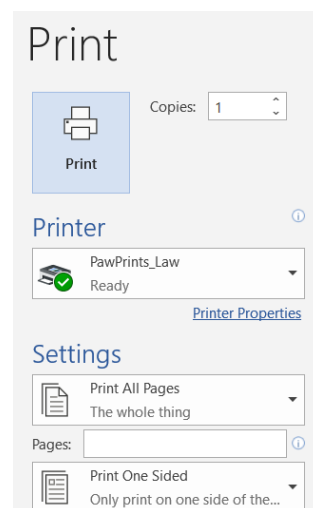 Print
Copies: 1
Print
Printer
PawPrints_Law
Ready
Printer Properties
Settings
Print All Pages
The whole thing
Pages:
Print One Sided
Only print on one side of the...